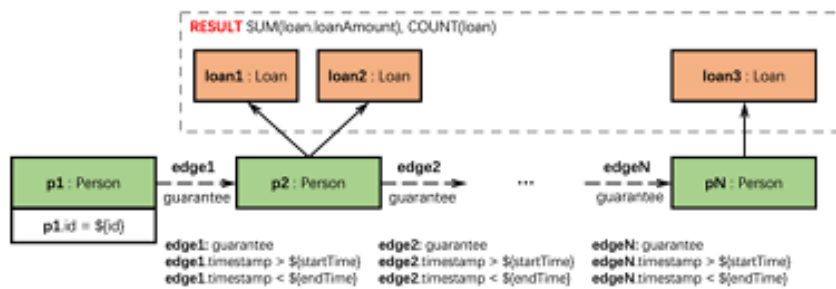 RESULT SUM(loan.loanAmount), COUNT(loan)
loan1 : Loan
loan2 : Loan
loan3 : Loan
p1 : Person
edge1
guarantee
p2 : Person
edge2
guarantee
...
edgeN
guarantee
pN : Person
p1.id = ${id}
edge1: guarantee
edge1.timestamp > ${startTime}
edge1.timestamp < ${endTime}
edge2: guarantee
edge2.timestamp > ${startTime}
edge2.timestamp < ${endTime}
edgeN: guarantee
edgeN.timestamp > ${startTime}
edgeN.timestamp < ${endTime}